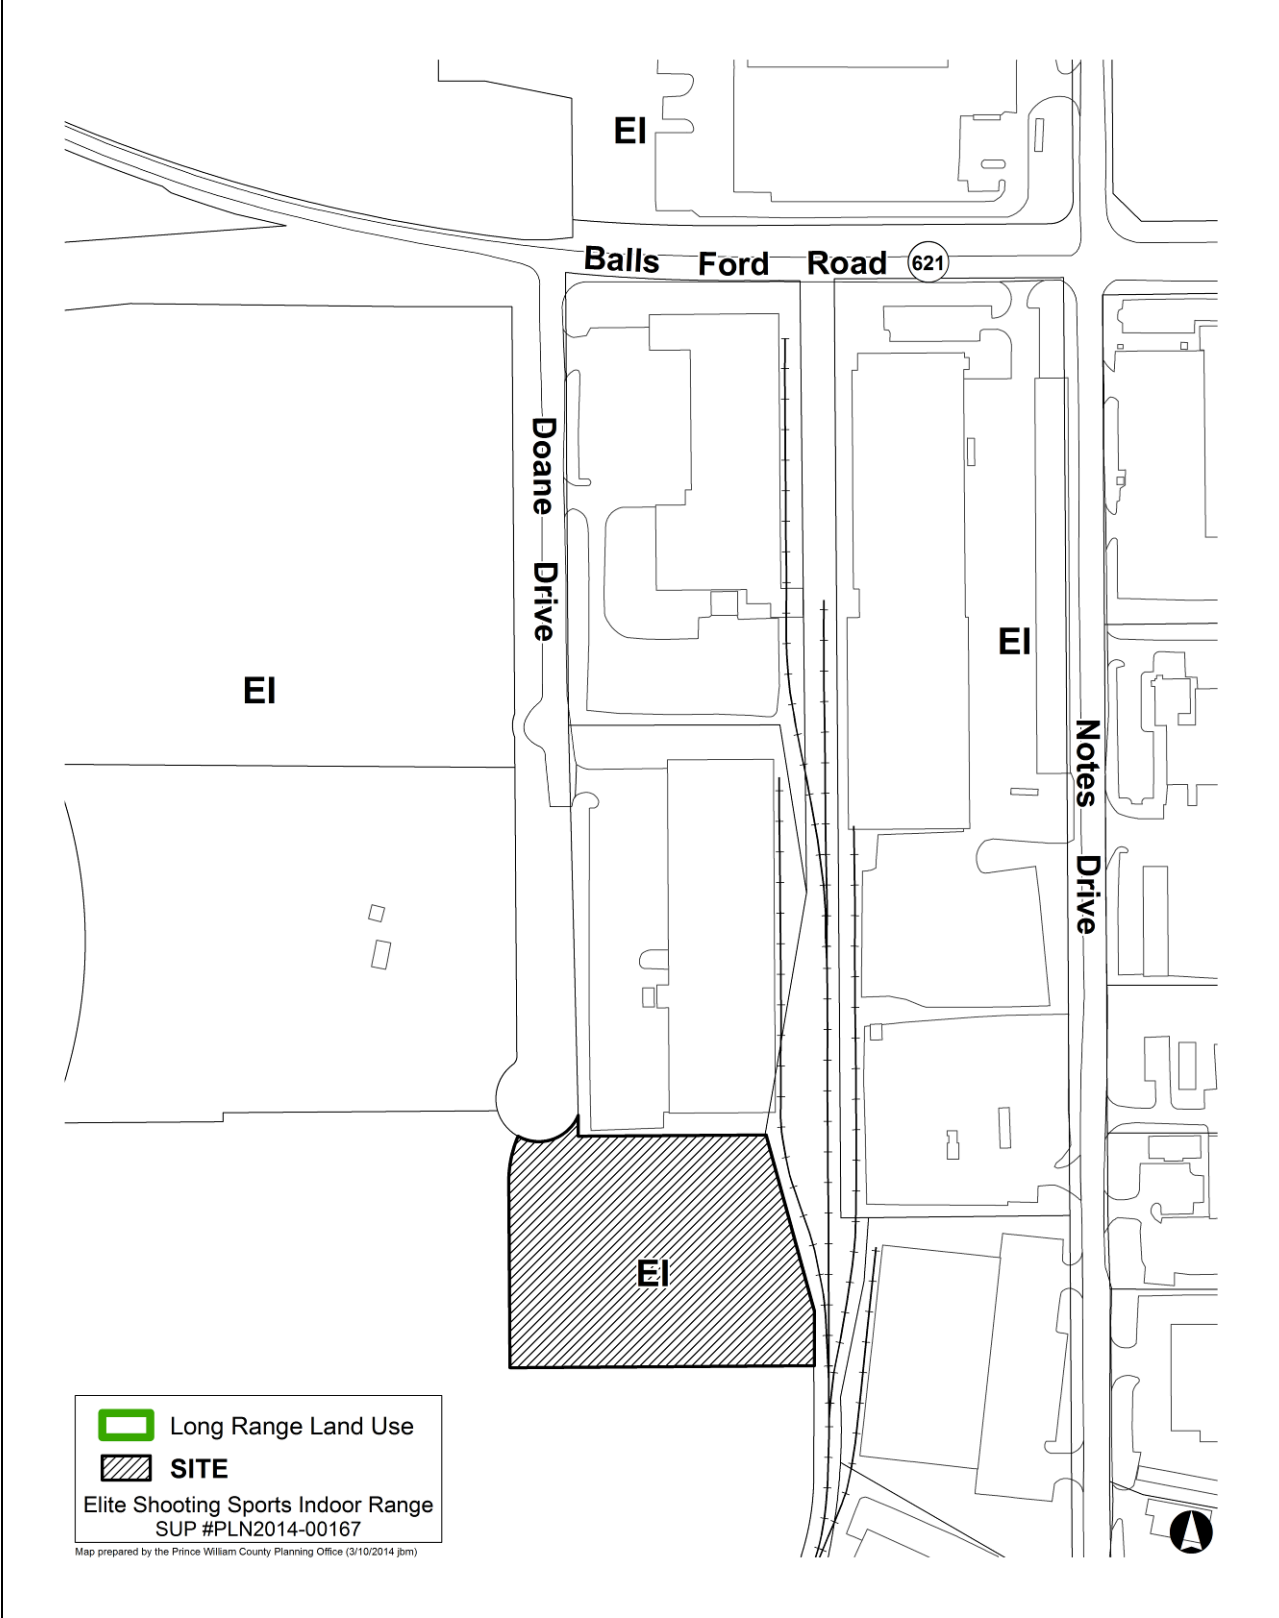 EI
Balls Ford Road 621
Doane Drive
EI
EI
Notes Drive
EI
Long Range Land Use
SITE
Elite Shooting Sports Indoor Range
SUP #PLN2014-00167
Map prepared by the Prince William County Planning Office (3/10/2014 jbm)